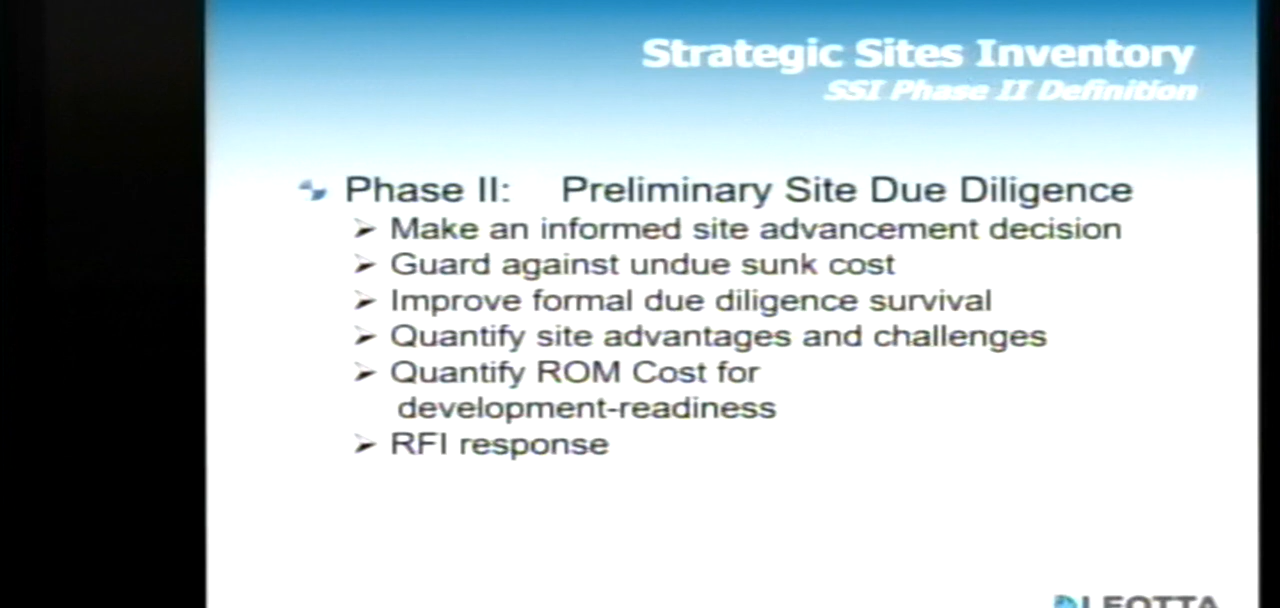 Strategic Sites Inventory
SSI Phase II Definition
Phase II: Preliminary Site Due Diligence
Make an informed site advancement decision
Guard against undue sunk cost
Improve formal due diligence survival
Quantify site advantages and challenges
Quantify ROM Cost for
development-readiness
RFI response
LEOTTA